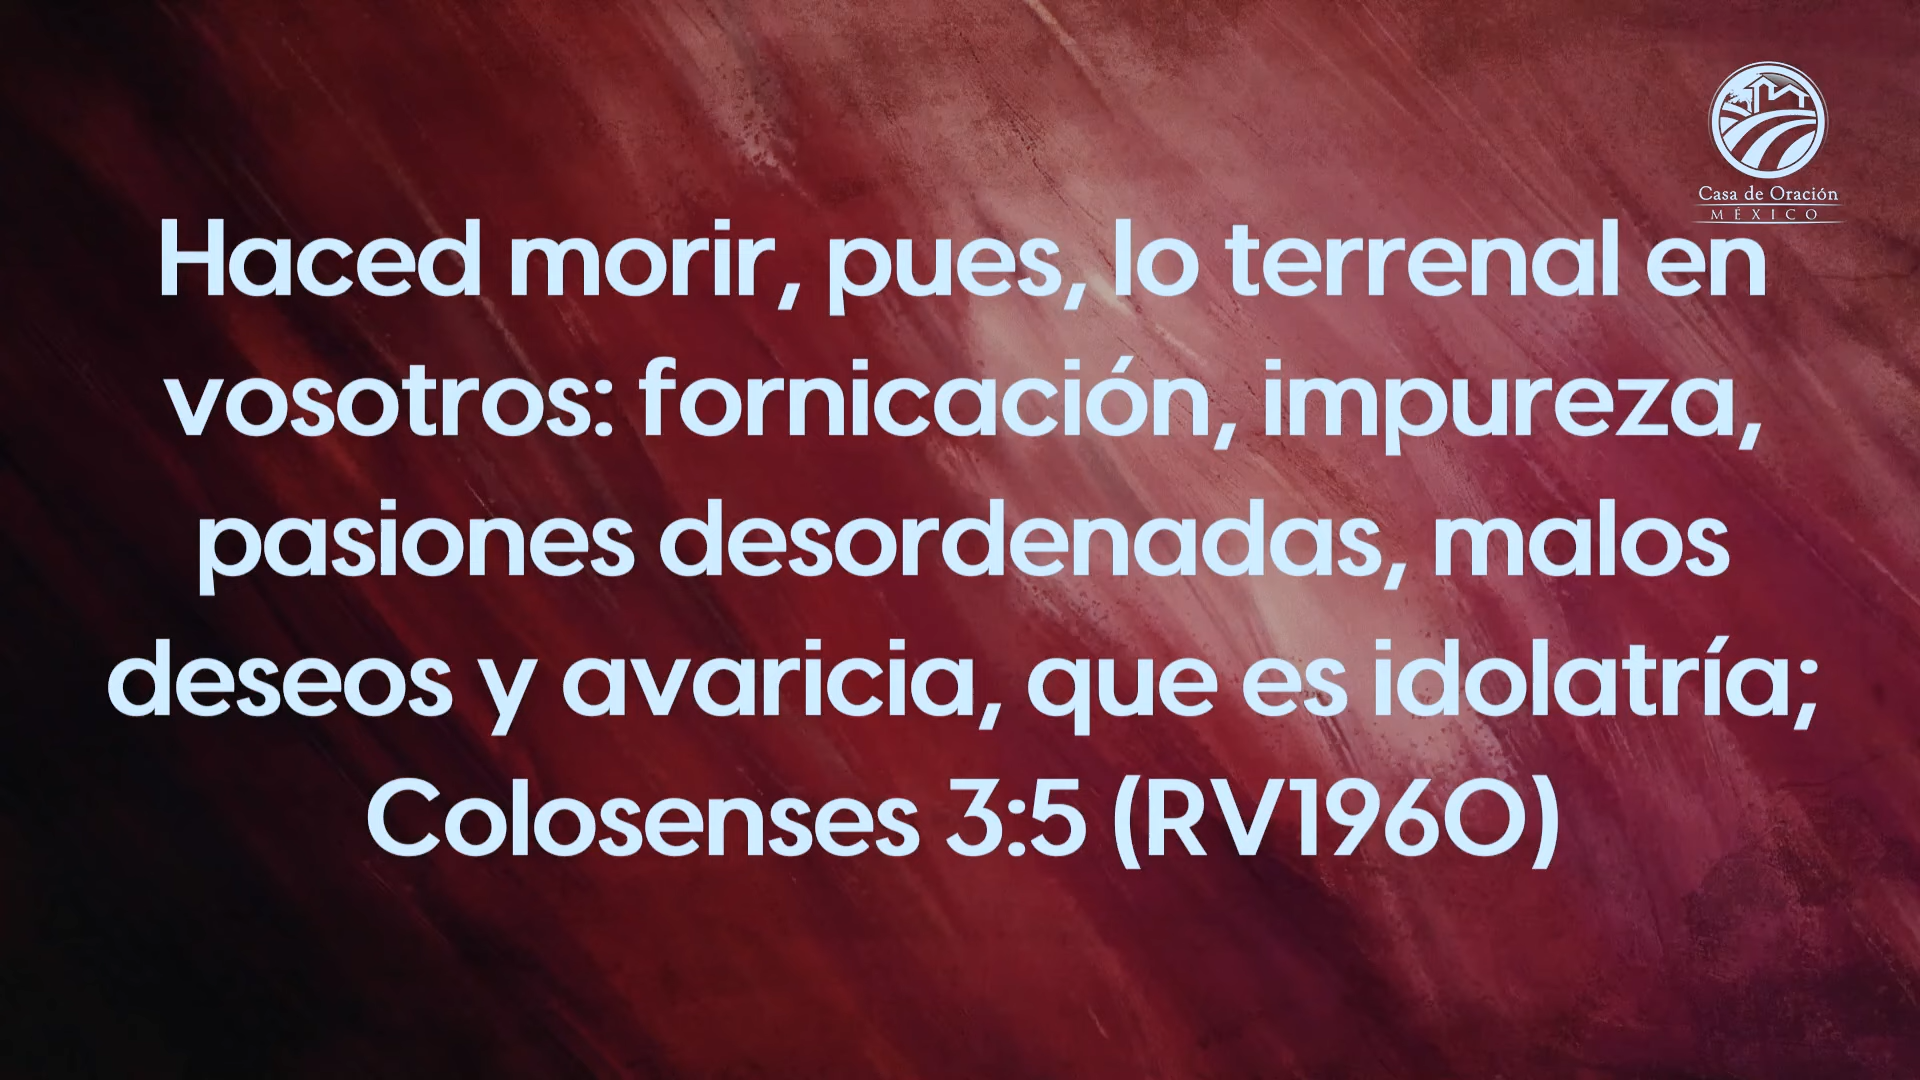 Casa de Oración
MÉXICO
Haced morir, pues, lo terrenal en
vosotros: fornicación, impureza,
pasiones desordenadas, malos
deseos y avaricia, que es idolatría;
Colosenses 3:5 (RV1960)